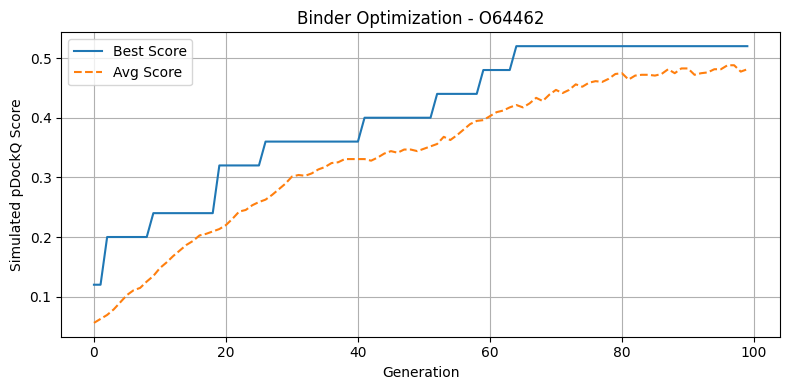 Binder Optimization - O64462
Best Score
Avg Score
Simulated pDockQ Score
0.5
0.4
0.3
0.2
0.1
0 20 40 60 80 100
Generation